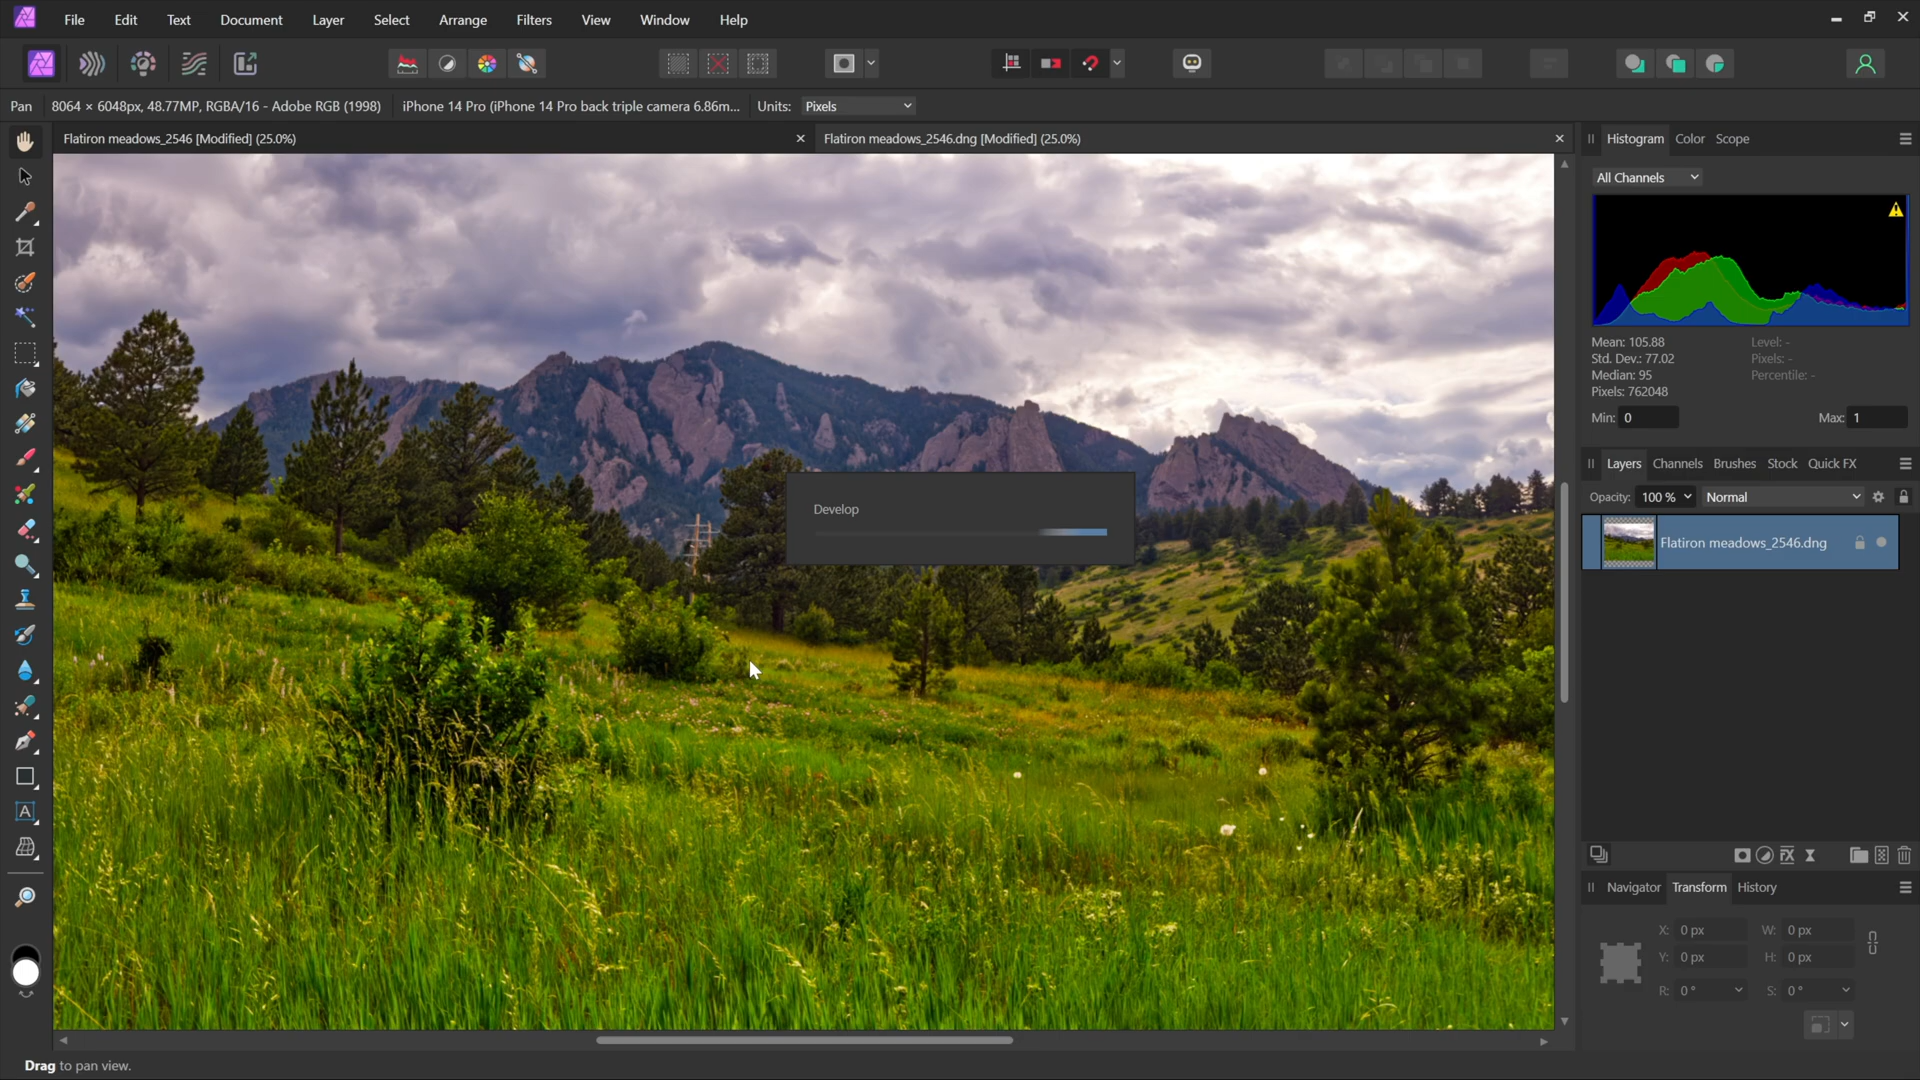 File Edit Text Document Layer Select Arrange Filters View Window Help
Pan 8064 × 6048px, 48.77MP, RGBA/16 - Adobe RGB (1998) iPhone 14 Pro (iPhone 14 Pro back triple camera 6.86m... Units: Pixels
Flatiron meadows_2546 [Modified] (25.0%) Flatiron meadows_2546.dng [Modified] (25.0%)
Histogram Color Scope
All Channels
Mean: 105.88 Level: -
Std. Dev.: 77.02 Pixels: -
Median: 95 Percentile: -
Pixels: 762048
Min: 0 Max: 1
Layers Channels Brushes Stock Quick FX
Opacity: 100 % Normal
Develop
Flatiron meadows_2546.dng
A
Navigator Transform History
X: 0 px W: 0 px
Y: 0 px H: 0 px
R: 0 ° S: 0 °
Drag to pan view.